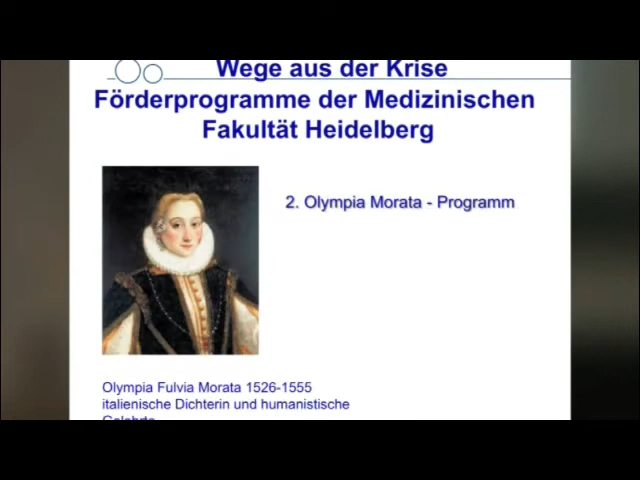 Wege aus der Krise
Förderprogramme der Medizinischen
Fakultät Heidelberg
2. Olympia Morata - Programm
Olympia Fulvia Morata 1526-1555
italienische Dichterin und humanistische